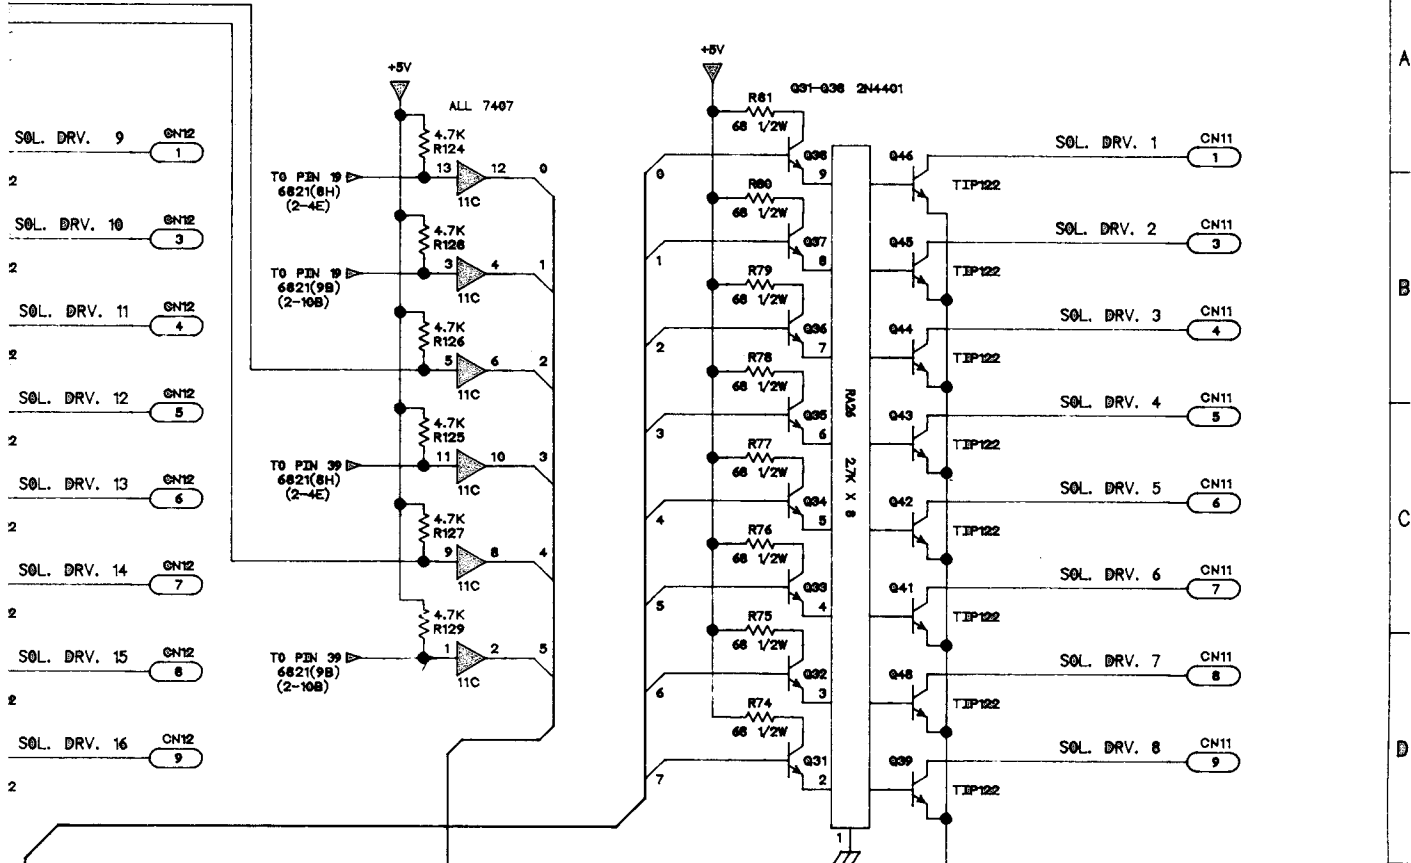 SOL. DRV. 9
CN12
1
SOL. DRV. 10
CN12
3
SOL. DRV. 11
CN12
4
SOL. DRV. 12
CN12
5
SOL. DRV. 13
CN12
6
SOL. DRV. 14
CN12
7
SOL. DRV. 15
CN12
8
SOL. DRV. 16
CN12
9
2
2
2
2
2
2
2
2
+5V
ALL 7407
4.7K
R124
13 12
11C
0
TO PIN 19
6821(8H)
(2-4E)
4.7K
R128
3 4
11C
1
TO PIN 19
6821(9B)
(2-10B)
4.7K
R126
5 6
11C
2
4.7K
R125
11 10
11C
3
TO PIN 39
6821(8H)
(2-4E)
4.7K
R127
9 8
11C
4
4.7K
R129
1 2
11C
5
TO PIN 39
6821(9B)
(2-10B)
+5V
Q31-Q38 2N4401
R81
68 1/2W
Q38
9
0
R80
68 1/2W
Q37
8
1
R79
68 1/2W
Q36
7
2
R78
68 1/2W
Q35
6
3
R77
68 1/2W
Q34
5
4
R76
68 1/2W
Q33
4
5
R75
68 1/2W
Q32
3
6
R74
68 1/2W
Q31
2
7
RA26 2.7K X 8
1
Q46
TIP122
SOL. DRV. 1
CN11
1
Q45
TIP122
SOL. DRV. 2
CN11
3
Q44
TIP122
SOL. DRV. 3
CN11
4
Q43
TIP122
SOL. DRV. 4
CN11
5
Q42
TIP122
SOL. DRV. 5
CN11
6
Q41
TIP122
SOL. DRV. 6
CN11
7
Q48
TIP122
SOL. DRV. 7
CN11
8
Q39
TIP122
SOL. DRV. 8
CN11
9
A
B
C
D